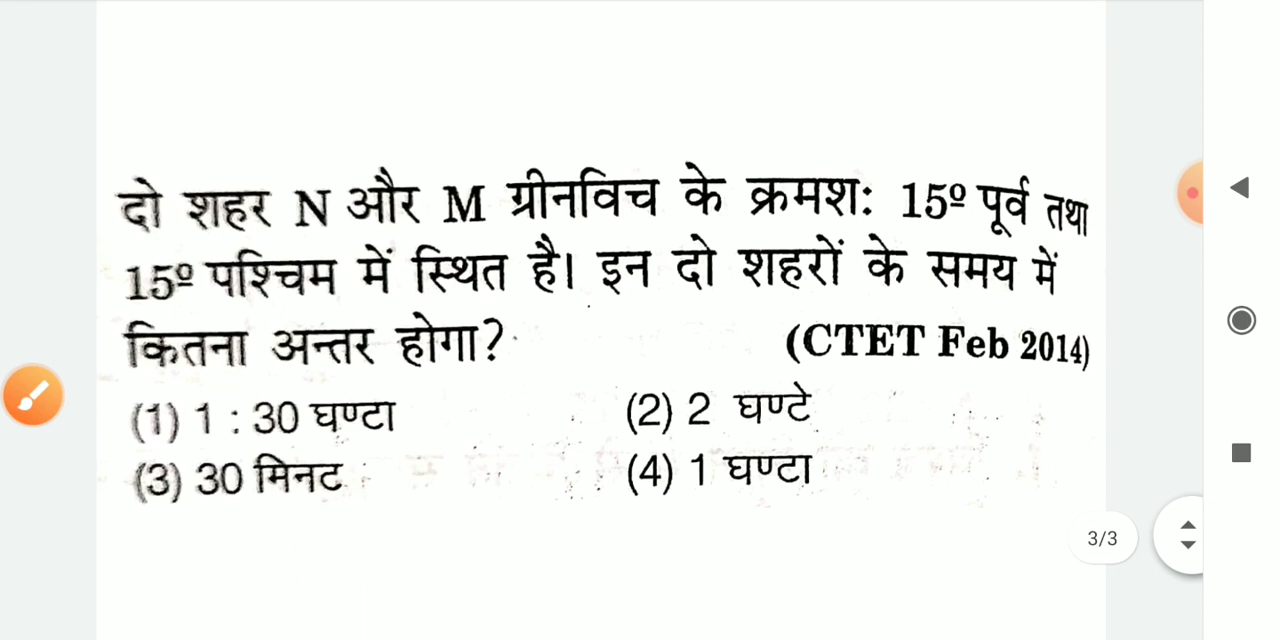 दो शहर N और M ग्रीनविच के क्रमशः 15º पूर्व तथा
15º पश्चिम में स्थित है। इन दो शहरों के समय में
कितना अन्तर होगा? (CTET Feb 2014)
(1) 1 : 30 घण्टा (2) 2 घण्टे
(3) 30 मिनट (4) 1 घण्टा
3/3